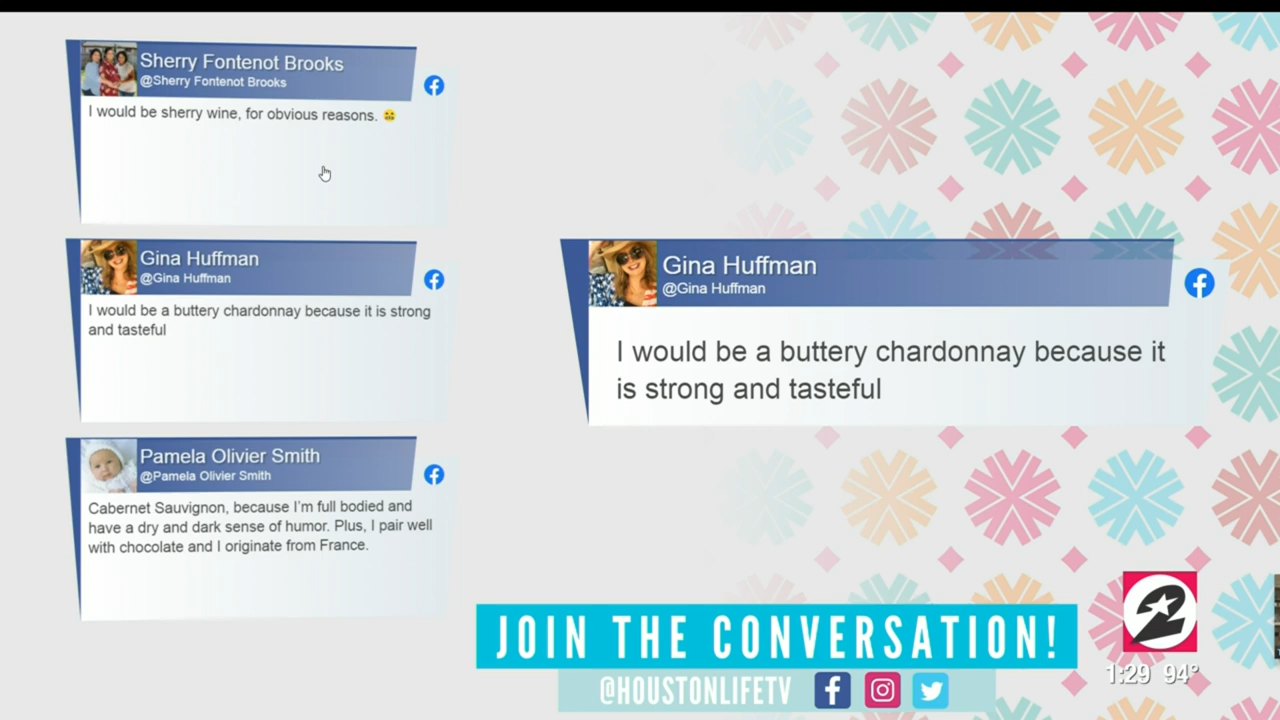 Sherry Fontenot Brooks
@Sherry Fontenot Brooks
I would be sherry wine, for obvious reasons.
Gina Huffman
@Gina Huffman
I would be a buttery chardonnay because it is strong
and tasteful
Pamela Olivier Smith
@Pamela Olivier Smith
Cabernet Sauvignon, because I'm full bodied and
have a dry and dark sense of humor. Plus, I pair well
with chocolate and I originate from France.
Gina Huffman
@Gina Huffman
I would be a buttery chardonnay because it
is strong and tasteful
JOIN THE CONVERSATION!
@HOUSTONLIFETV
2
1:29 94°